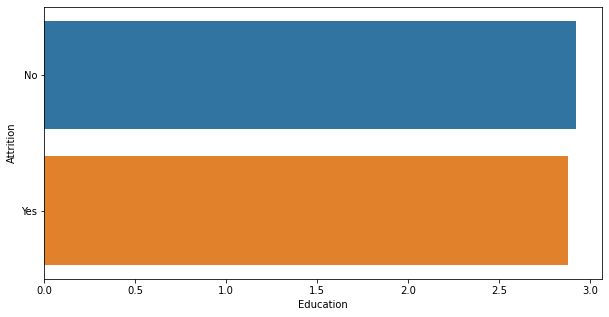 No
Yes
Attrition
0.0 0.5 1.0 1.5 2.0 2.5 3.0
Education